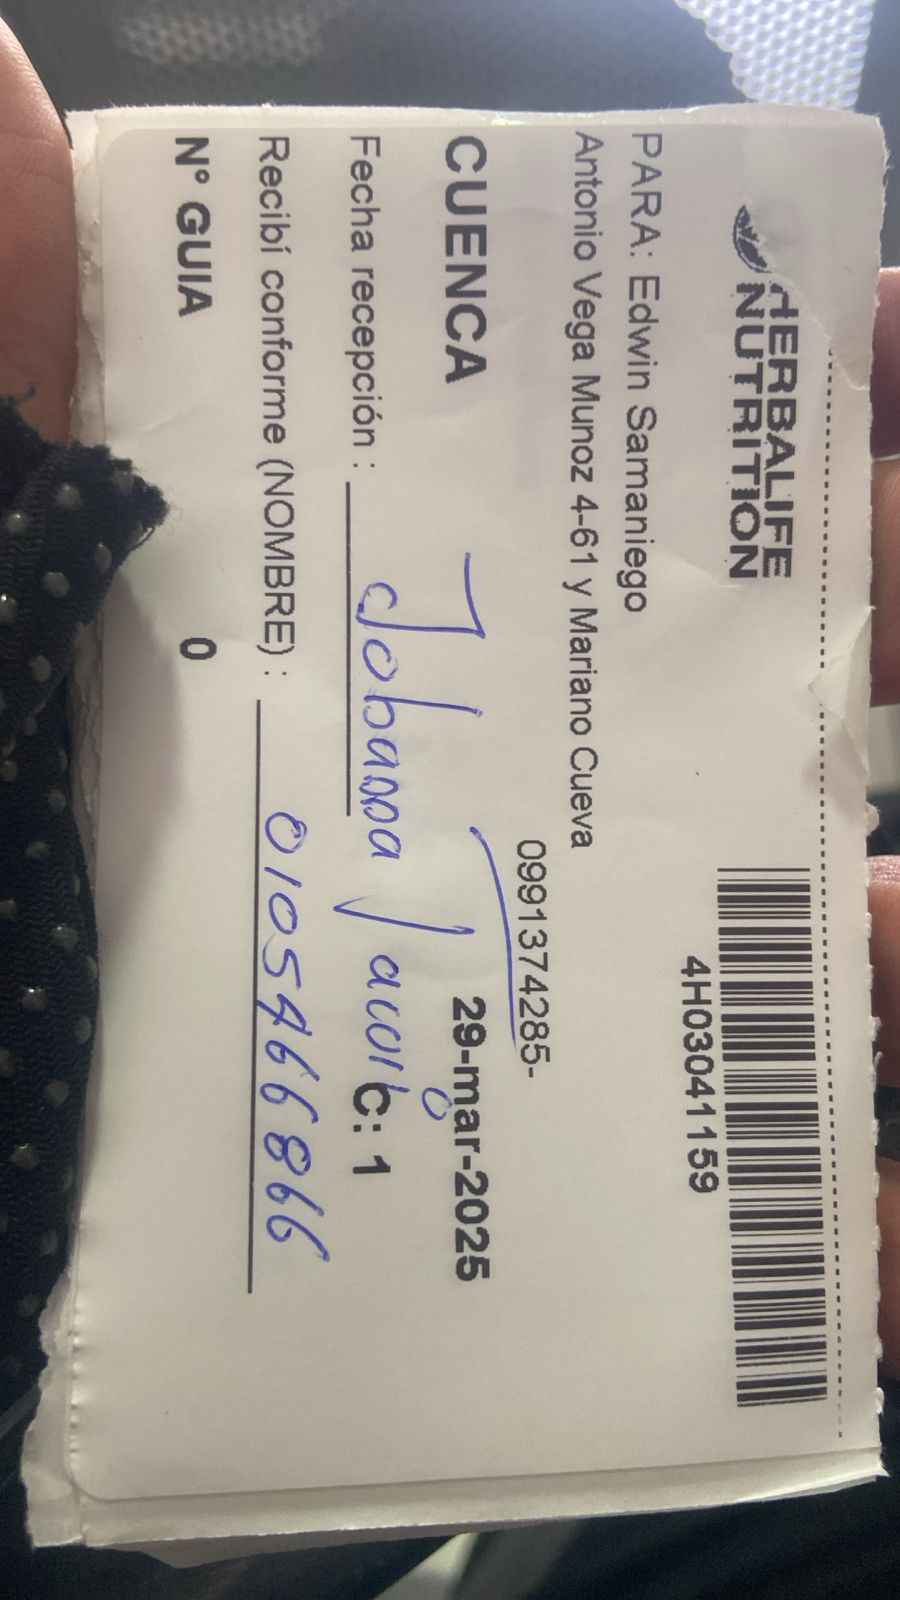 HERBALIFE
NUTRITION
4H03041159
PARA: Edwin Samaniego
Antonio Vega Munoz 4-61 y Mariano Cueva
0991374285-
CUENCA 29-mar-2025
Fecha recepción : Johanna C: 1
Recibí conforme (NOMBRE) : 0105466866
N° GUIA 0